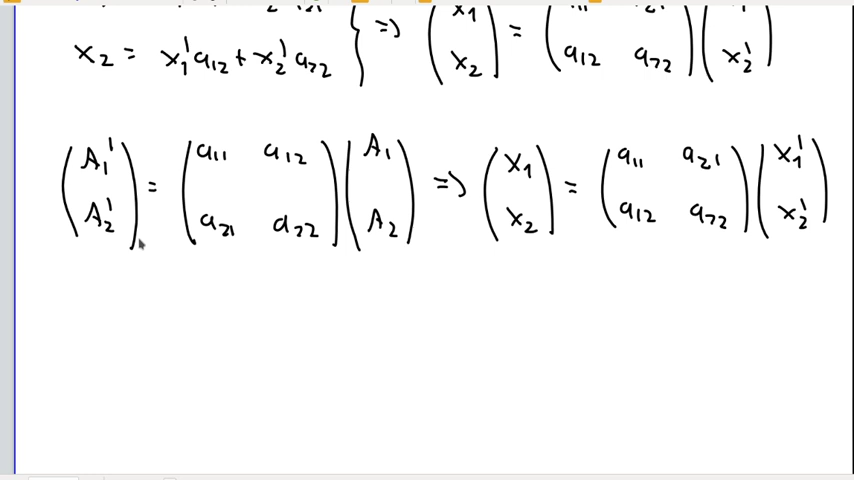 x₁ = a₂₁
x₂ = x₁'a₁₂ + x₂'a₂₂ } => ( x₂ ) = ( a₁₂ a₂₂ ) ( x₂' )
( A₁' ) = ( a₁₁ a₁₂ ) ( A₁ ) => ( x₁ ) = ( a₁₁ a₂₁ ) ( x₁' )
( A₂' ) ( a₂₁ a₂₂ ) ( A₂ ) ( x₂ ) ( a₁₂ a₂₂ ) ( x₂' )